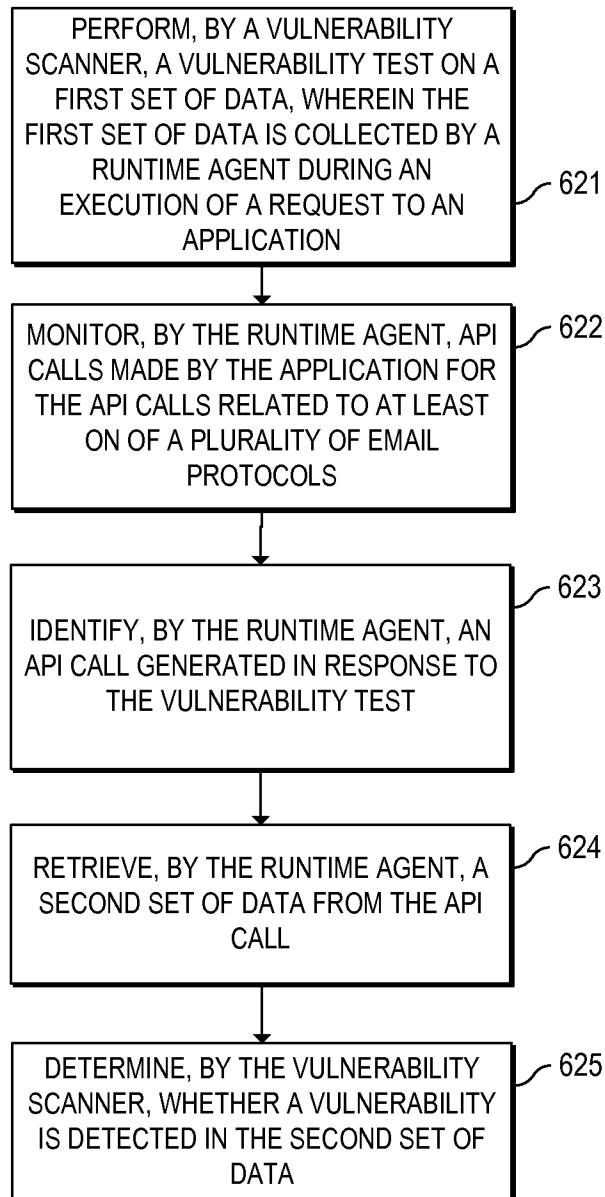 PERFORM, BY A VULNERABILITY
SCANNER, A VULNERABILITY TEST ON A
FIRST SET OF DATA, WHEREIN THE
FIRST SET OF DATA IS COLLECTED BY A
RUNTIME AGENT DURING AN
EXECUTION OF A REQUEST TO AN
APPLICATION
621
MONITOR, BY THE RUNTIME AGENT, API
CALLS MADE BY THE APPLICATION FOR
THE API CALLS RELATED TO AT LEAST
ON OF A PLURALITY OF EMAIL
PROTOCOLS
622
IDENTIFY, BY THE RUNTIME AGENT, AN
API CALL GENERATED IN RESPONSE TO
THE VULNERABILITY TEST
623
RETRIEVE, BY THE RUNTIME AGENT, A
SECOND SET OF DATA FROM THE API
CALL
624
DETERMINE, BY THE VULNERABILITY
SCANNER, WHETHER A VULNERABILITY
IS DETECTED IN THE SECOND SET OF
DATA
625